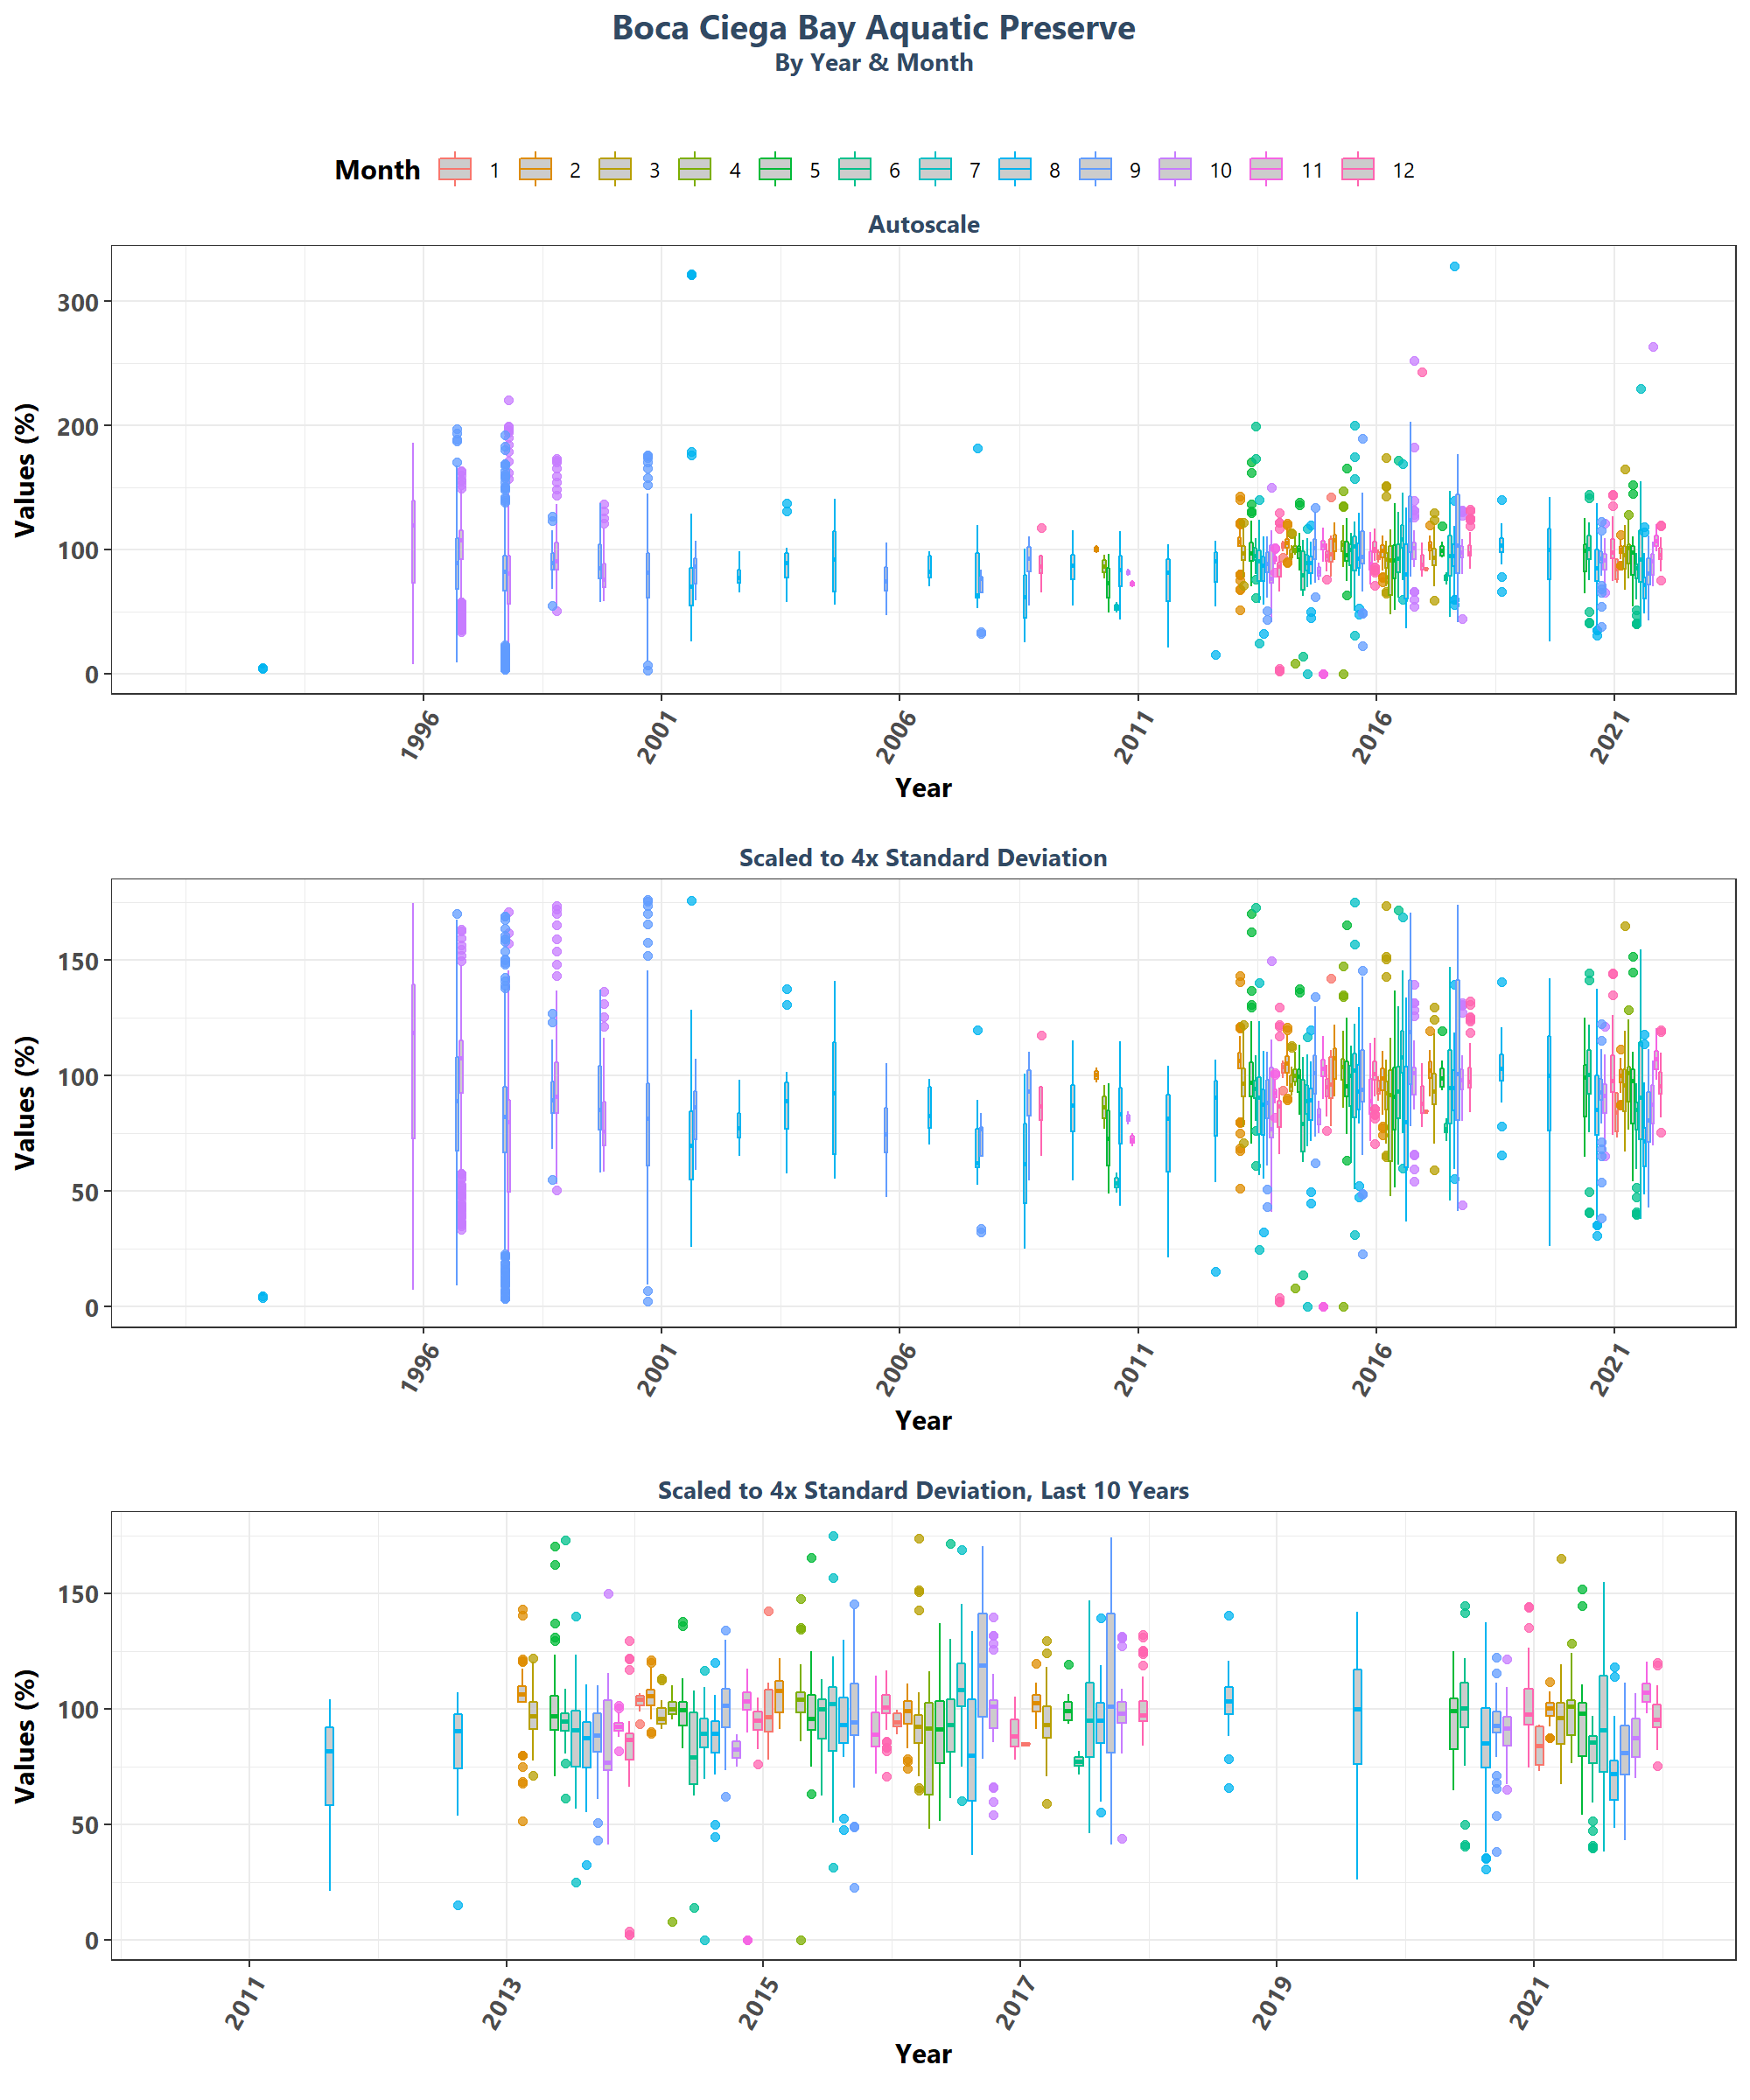 Boca Ciega Bay Aquatic Preserve
By Year & Month
Month 1 2 3 4 5 6 7 8 9 10 11 12
Autoscale
Values (%)
300
200
100
0
1996 2001 2006 2011 2016 2021
Year
Scaled to 4x Standard Deviation
Values (%)
150
100
50
0
1996 2001 2006 2011 2016 2021
Year
Scaled to 4x Standard Deviation, Last 10 Years
Values (%)
150
100
50
0
2011 2013 2015 2017 2019 2021
Year